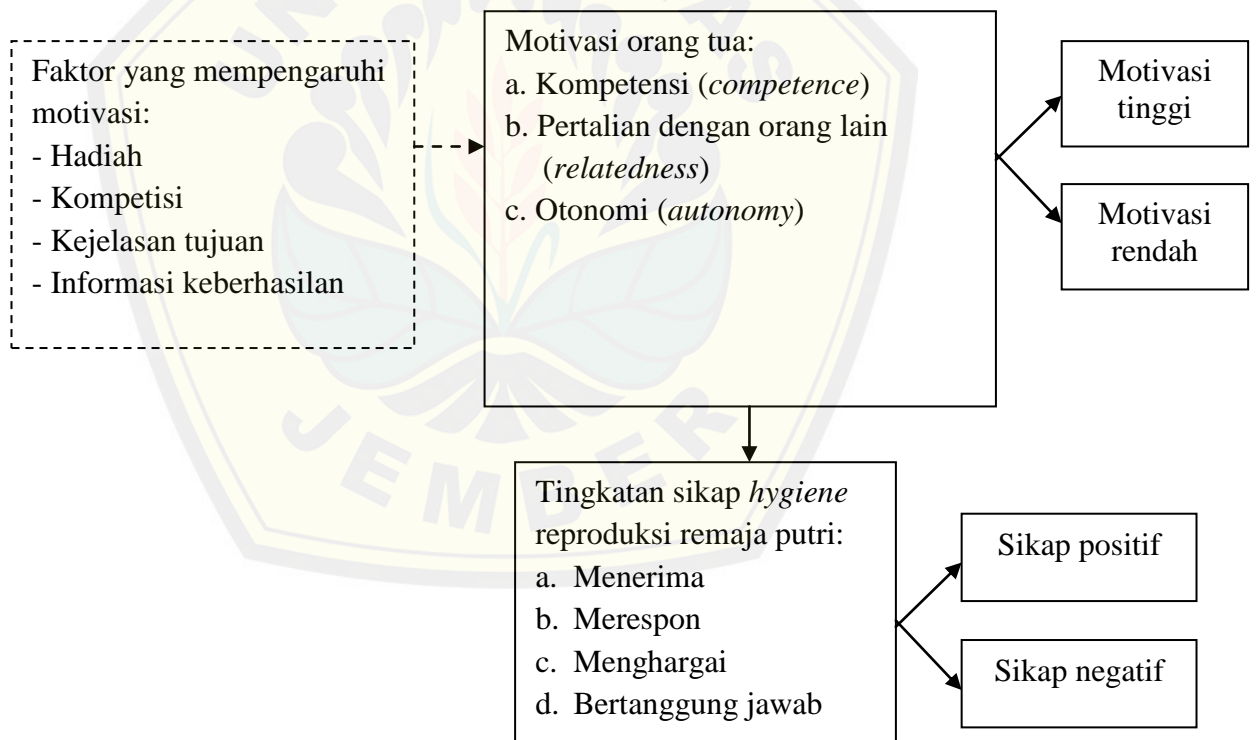 Faktor yang mempengaruhi
motivasi:
- Hadiah
- Kompetisi
- Kejelasan tujuan
- Informasi keberhasilan
Motivasi orang tua:
a. Kompetensi (competence)
b. Pertalian dengan orang lain
(relatedness)
c. Otonomi (autonomy)
Motivasi
tinggi
Motivasi
rendah
Tingkatan sikap hygiene
reproduksi remaja putri:
a. Menerima
b. Merespon
c. Menghargai
d. Bertanggung jawab
Sikap positif
Sikap negatif
JEMBER